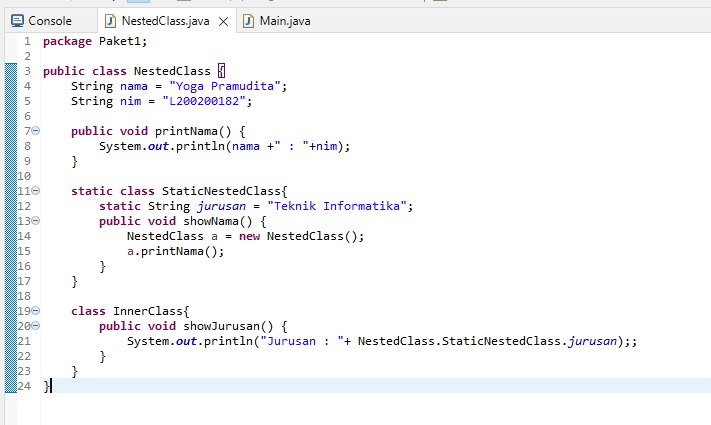 Console NestedClass.java Main.java
1 package Paket1;
2
3 public class NestedClass {
4     String nama = "Yoga Pramudita";
5     String nim = "L200200182";
6
7     public void printNama() {
8         System.out.println(nama +" : "+nim);
9     }
10
11     static class StaticNestedClass{
12         static String jurusan = "Teknik Informatika";
13         public void showNama() {
14             NestedClass a = new NestedClass();
15             a.printNama();
16         }
17     }
18
19     class InnerClass{
20         public void showJurusan() {
21             System.out.println("Jurusan : "+ NestedClass.StaticNestedClass.jurusan);;
22         }
23     }
24 }